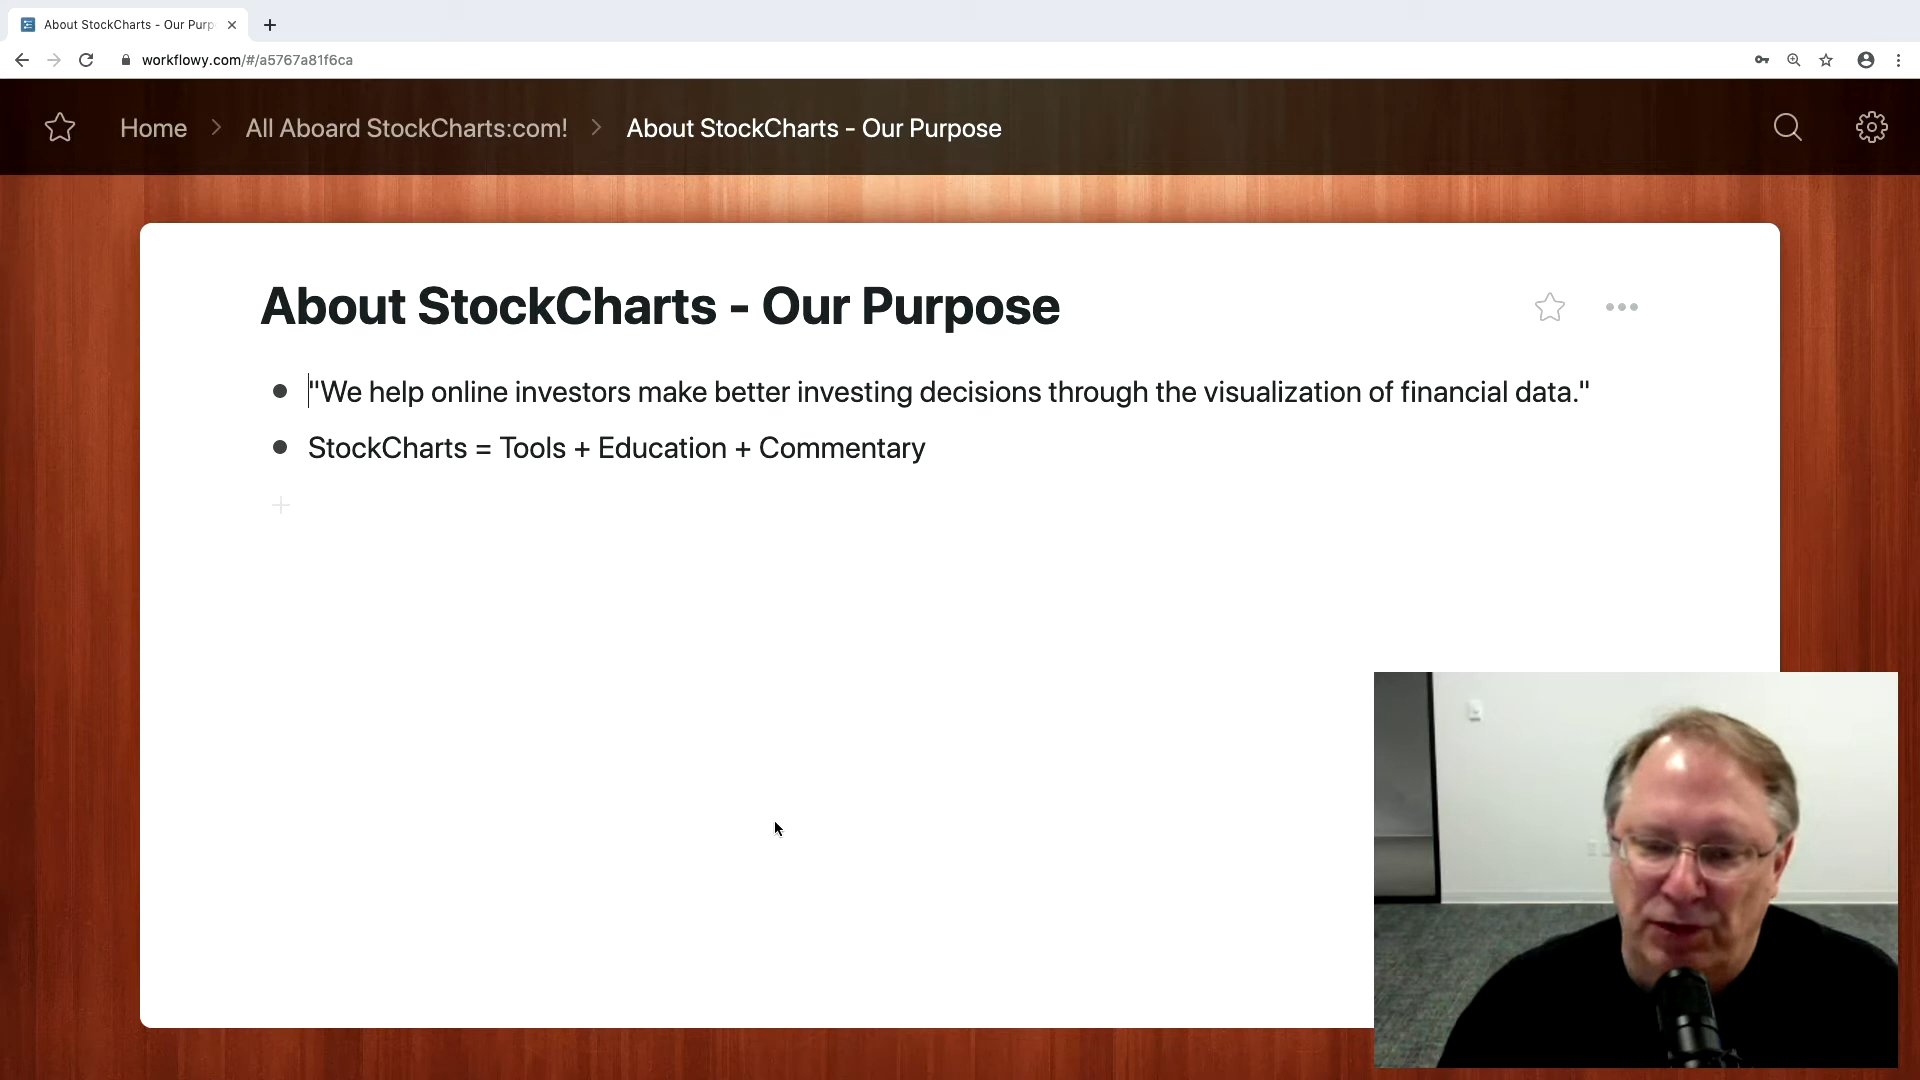 About StockCharts - Our Purp
workflowy.com/#/a5767a81f6ca
Home > All Aboard StockCharts:com! > About StockCharts - Our Purpose
About StockCharts - Our Purpose
"We help online investors make better investing decisions through the visualization of financial data."
StockCharts = Tools + Education + Commentary